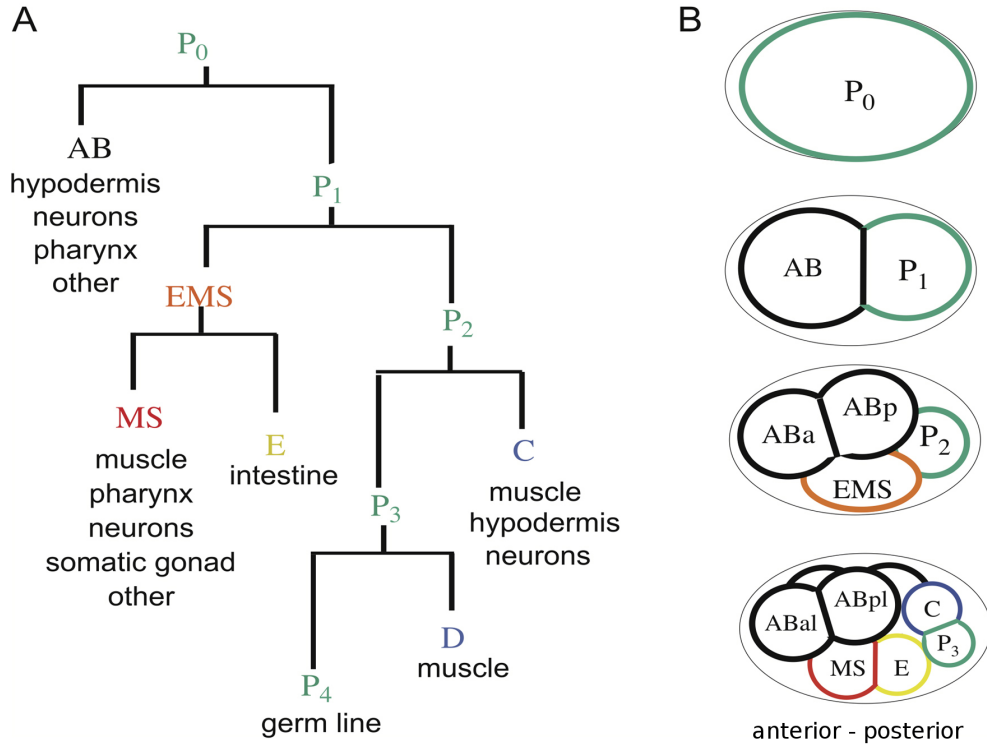 A
P0
AB
hypodermis
neurons
pharynx
other
P1
EMS
MS
muscle
pharynx
neurons
somatic gonad
other
E
intestine
P2
C
muscle
hypodermis
neurons
P3
D
muscle
P4
germ line
B
P0
AB P1
ABa ABp P2
EMS
ABal ABpl C
P3
MS E
anterior - posterior